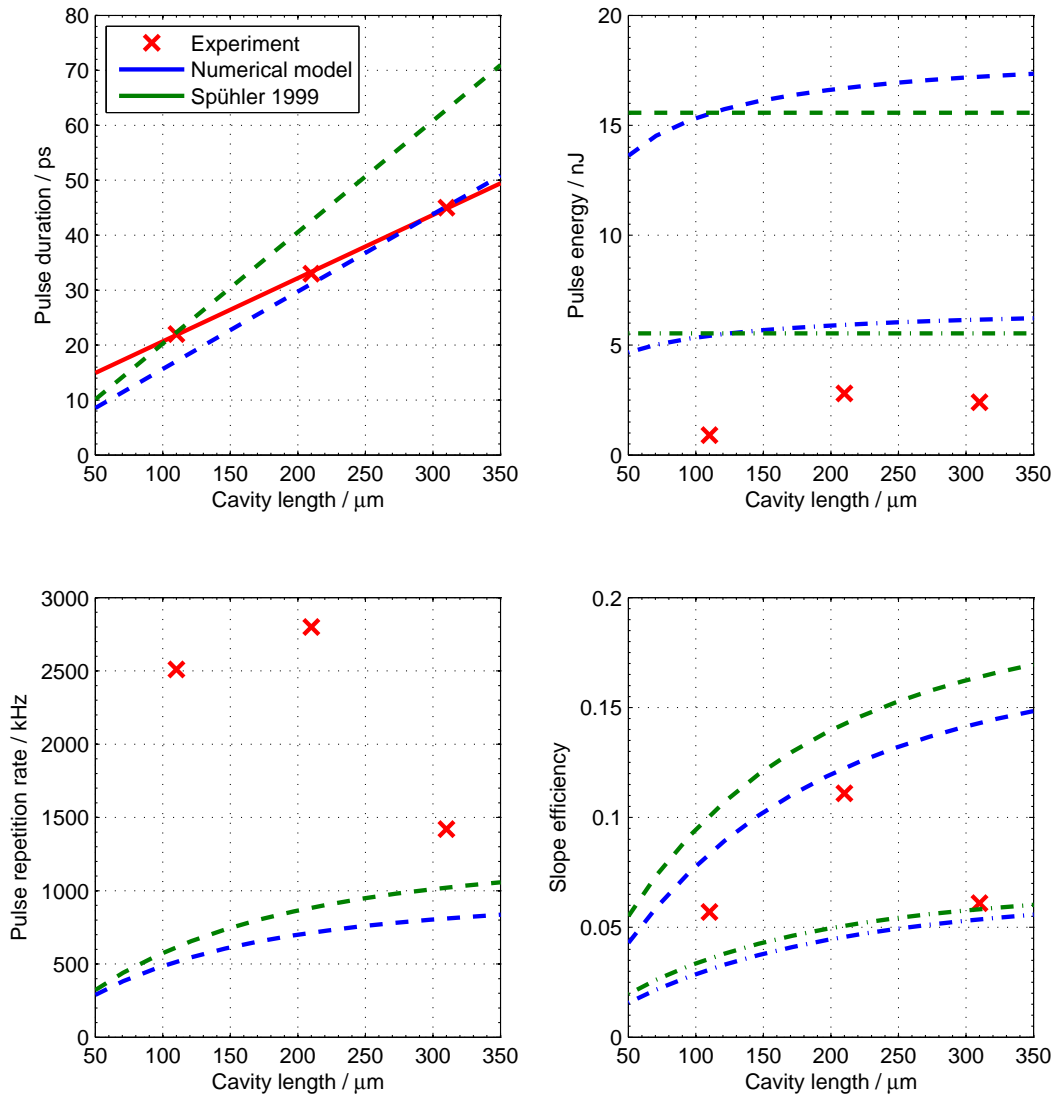 80
70
60
50
40
30
20
10
0
Pulse duration / ps
Experiment
Numerical model
Spühler 1999
50 100 150 200 250 300 350
Cavity length / μm
20
15
10
5
0
Pulse energy / nJ
50 100 150 200 250 300 350
Cavity length / μm
3000
2500
2000
1500
1000
500
0
Pulse repetition rate / kHz
50 100 150 200 250 300 350
Cavity length / μm
0.2
0.15
0.1
0.05
0
Slope efficiency
50 100 150 200 250 300 350
Cavity length / μm